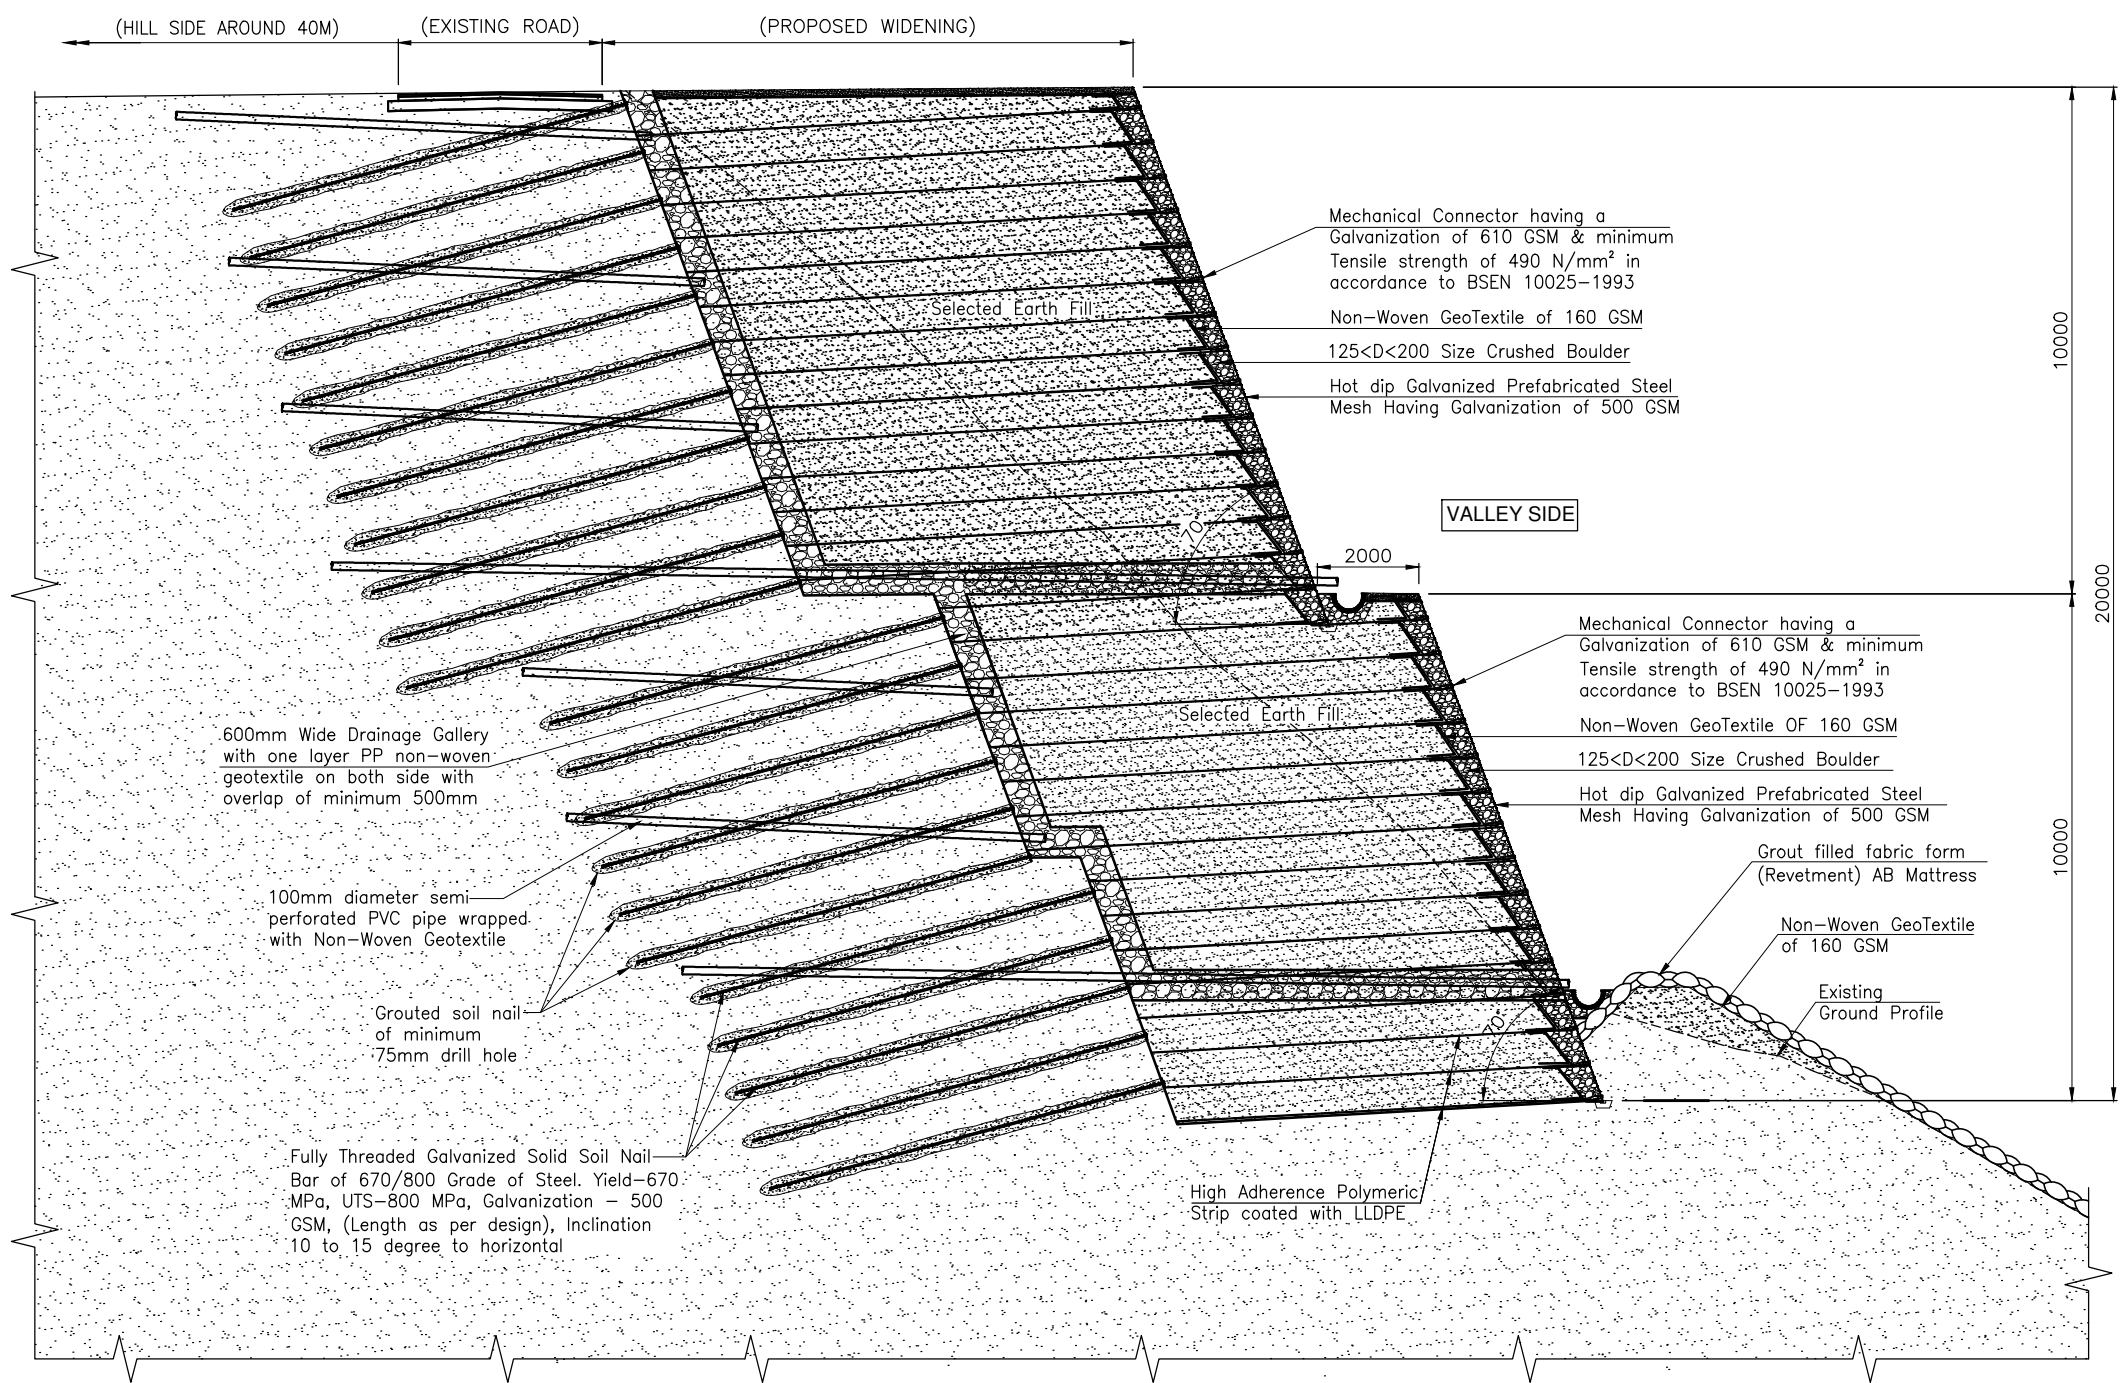 (HILL SIDE AROUND 40M)
(EXISTING ROAD)
(PROPOSED WIDENING)
Mechanical Connector having a
Galvanization of 610 GSM & minimum
Tensile strength of 490 N/mm² in
accordance to BSEN 10025-1993
Non-Woven GeoTextile of 160 GSM
125<D<200 Size Crushed Boulder
Hot dip Galvanized Prefabricated Steel
Mesh Having Galvanization of 500 GSM
Selected Earth Fill
10000
20000
VALLEY SIDE
70°
2000
Mechanical Connector having a
Galvanization of 610 GSM & minimum
Tensile strength of 490 N/mm² in
accordance to BSEN 10025-1993
Non-Woven GeoTextile OF 160 GSM
125<D<200 Size Crushed Boulder
Hot dip Galvanized Prefabricated Steel
Mesh Having Galvanization of 500 GSM
Selected Earth Fill
10000
600mm Wide Drainage Gallery
with one layer PP non-woven
geotextile on both side with
overlap of minimum 500mm
Grout filled fabric form
(Revetment) AB Mattress
Non-Woven GeoTextile
of 160 GSM
Existing
Ground Profile
100mm diameter semi
perforated PVC pipe wrapped
with Non-Woven Geotextile
Grouted soil nail
of minimum
75mm drill hole
70°
Fully Threaded Galvanized Solid Soil Nail
Bar of 670/800 Grade of Steel. Yield-670
MPa, UTS-800 MPa, Galvanization - 500
GSM, (Length as per design), Inclination
10 to 15 degree to horizontal
High Adherence Polymeric
Strip coated with LLDPE